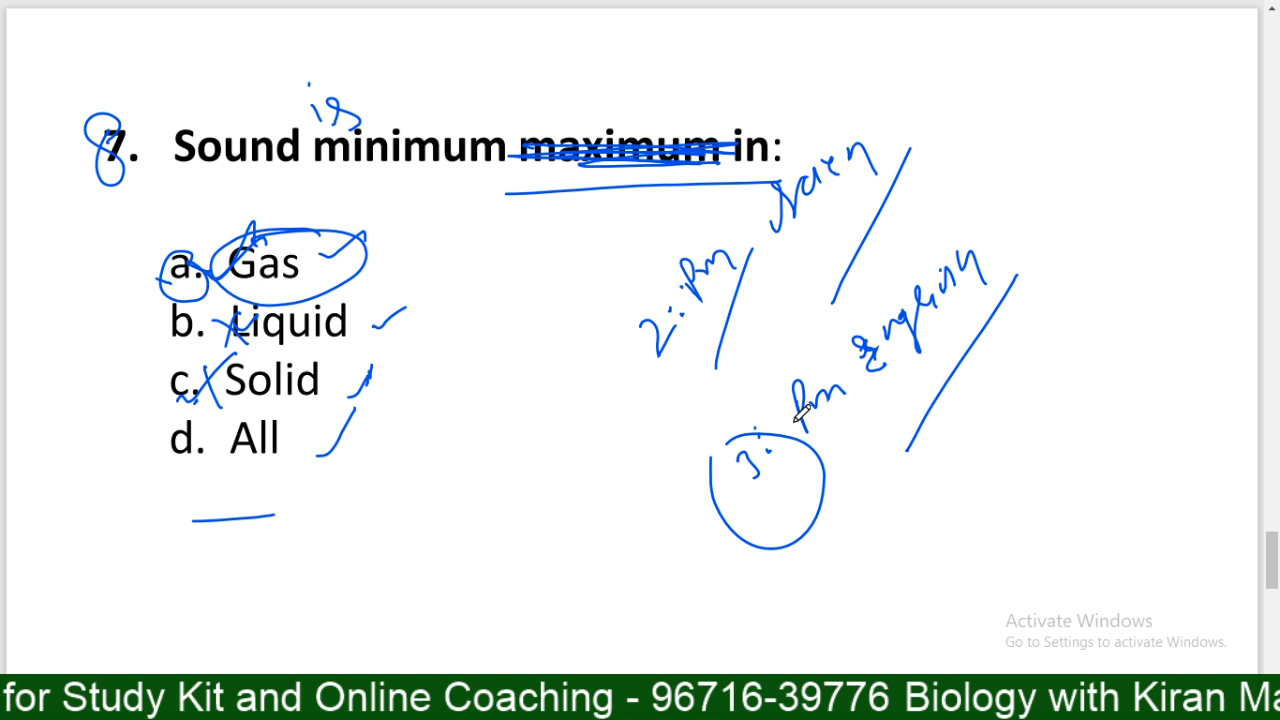 is
8
7. Sound minimum maximum in:
a. Gas
b. Liquid
c. Solid
d. All
2: Pm
3: Pm English
Activate Windows
Go to Settings to activate Windows.
for Study Kit and Online Coaching - 96716-39776 Biology with Kiran Ma